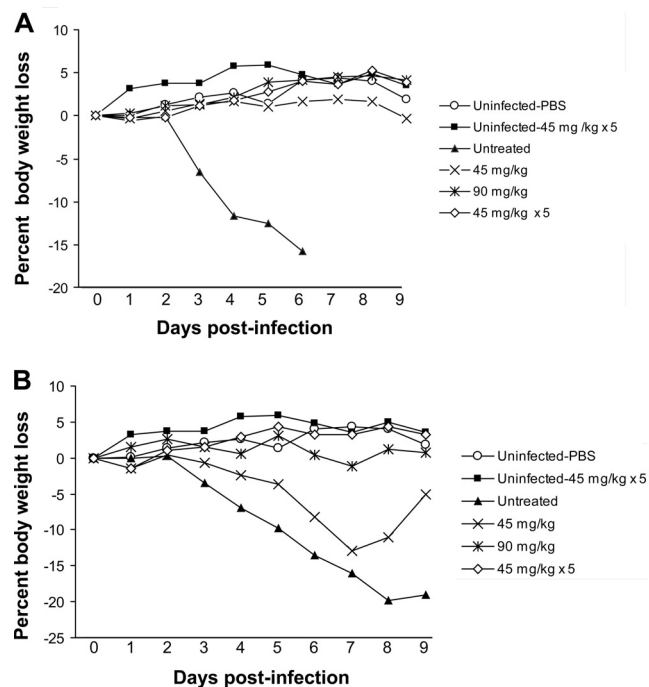 A
Percent body weight loss
10
5
0
-5
-10
-15
-20
0 1 2 3 4 5 6 7 8 9
Days post-infection
Uninfected-PBS
Uninfected-45 mg /kg x 5
Untreated
45 mg/kg
90 mg/kg
45 mg/kg x 5
B
Percent body weight loss
10
5
0
-5
-10
-15
-20
-25
0 1 2 3 4 5 6 7 8 9
Days post-infection
Uninfected-PBS
Uninfected-45 mg/kg x 5
Untreated
45 mg/kg
90 mg/kg
45 mg/kg x 5